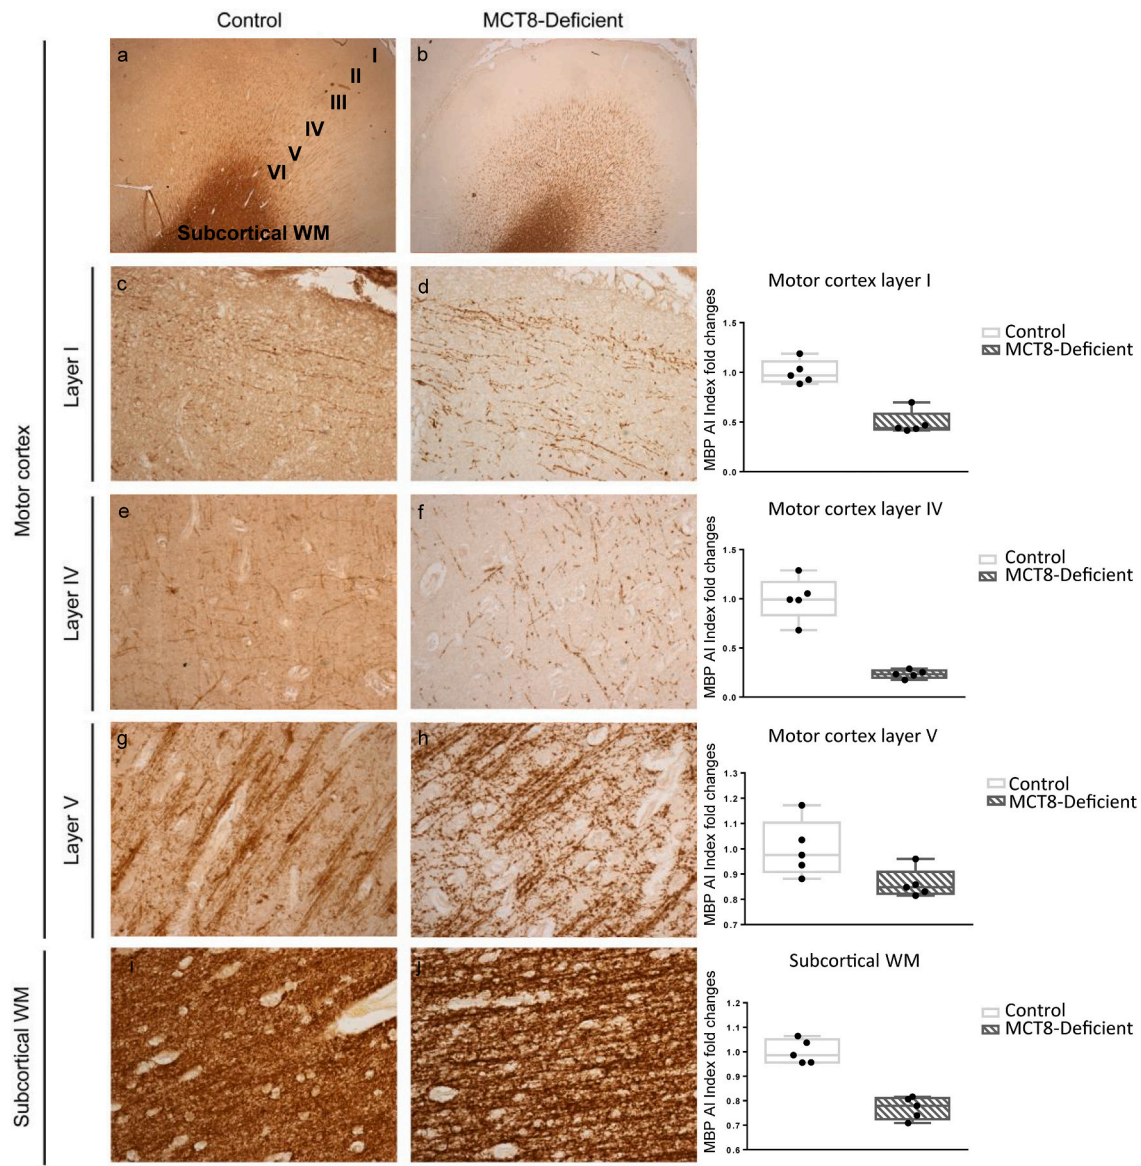 Control
MCT8-Deficient
Motor cortex
a
I
II
III
IV
V
VI
Subcortical WM
b
Layer I
c
d
Motor cortex layer I
MBP AI Index fold changes
1.5
1.0
0.5
0.0
Control
MCT8-Deficient
Layer IV
e
f
Motor cortex layer IV
MBP AI Index fold changes
1.5
1.0
0.5
0.0
Control
MCT8-Deficient
Layer V
g
h
Motor cortex layer V
MBP AI Index fold changes
1.3
1.2
1.1
1.0
0.9
0.8
0.7
Control
MCT8-Deficient
Subcortical WM
i
j
Subcortical WM
MBP AI Index fold changes
1.2
1.1
1.0
0.9
0.8
0.7
0.6
Control
MCT8-Deficient